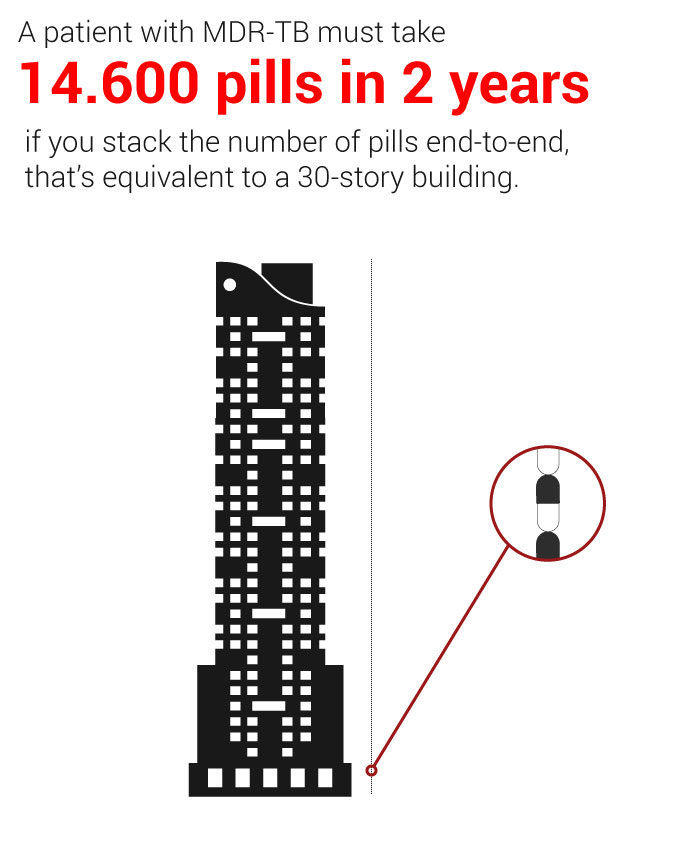 A patient with MDR-TB must take
14.600 pills in 2 years
if you stack the number of pills end-to-end,
that’s equivalent to a 30-story building.